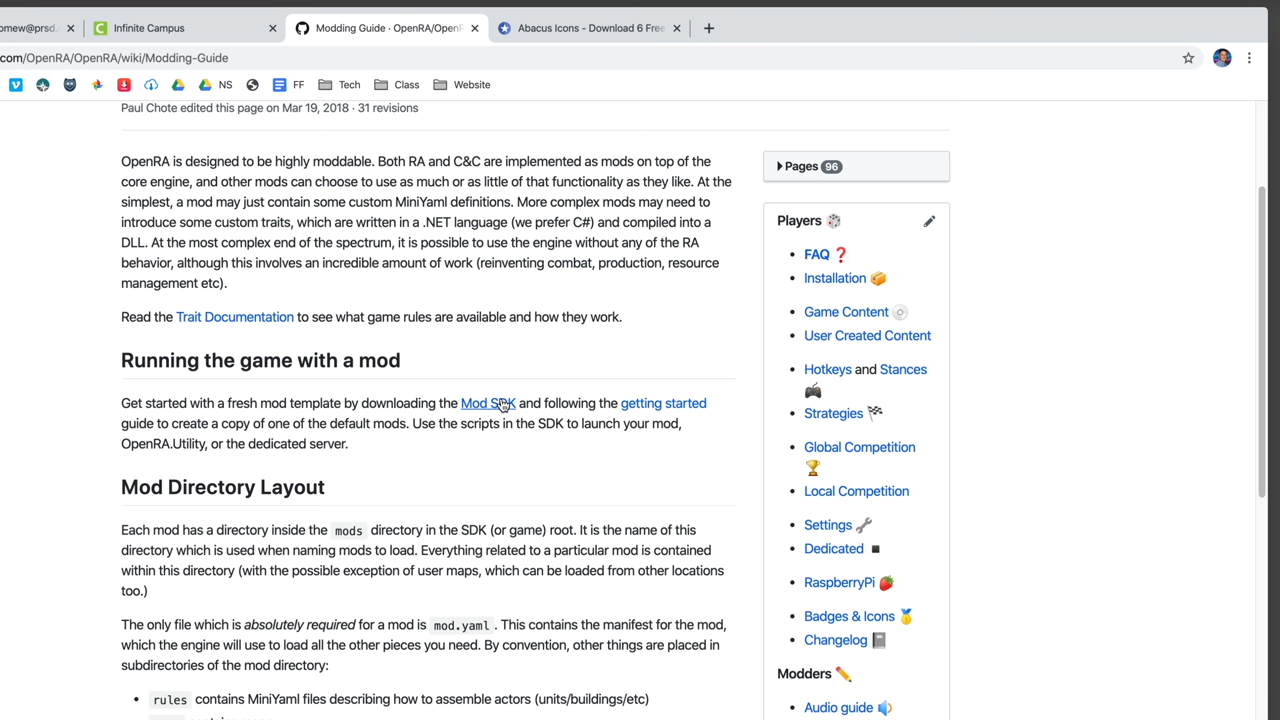 omew@prsd.
Infinite Campus
Modding Guide · OpenRA/OpenR
Abacus Icons - Download 6 Free
com/OpenRA/OpenRA/wiki/Modding-Guide
NS
FF
Tech
Class
Website
Paul Chote edited this page on Mar 19, 2018 · 31 revisions
OpenRA is designed to be highly moddable. Both RA and C&C are implemented as mods on top of the
core engine, and other mods can choose to use as much or as little of that functionality as they like. At the
simplest, a mod may just contain some custom MiniYaml definitions. More complex mods may need to
introduce some custom traits, which are written in a .NET language (we prefer C#) and compiled into a
DLL. At the most complex end of the spectrum, it is possible to use the engine without any of the RA
behavior, although this involves an incredible amount of work (reinventing combat, production, resource
management etc).
Read the Trait Documentation to see what game rules are available and how they work.
Running the game with a mod
Get started with a fresh mod template by downloading the Mod SDK and following the getting started
guide to create a copy of one of the default mods. Use the scripts in the SDK to launch your mod,
OpenRA.Utility, or the dedicated server.
Mod Directory Layout
Each mod has a directory inside the mods directory in the SDK (or game) root. It is the name of this
directory which is used when naming mods to load. Everything related to a particular mod is contained
within this directory (with the possible exception of user maps, which can be loaded from other locations
too.)
The only file which is absolutely required for a mod is mod.yaml. This contains the manifest for the mod,
which the engine will use to load all the other pieces you need. By convention, other things are placed in
subdirectories of the mod directory:
• rules contains MiniYaml files describing how to assemble actors (units/buildings/etc)
Pages 96
Players 🎲
• FAQ ❓
• Installation 📦
• Game Content 💿
• User Created Content
• Hotkeys and Stances
🎮
• Strategies 🏁
• Global Competition
🏆
• Local Competition
• Settings 🔧
• Dedicated ◾
• RaspberryPi 🍓
• Badges & Icons 🏅
• Changelog 📓
Modders ✏️
• Audio guide 🔊